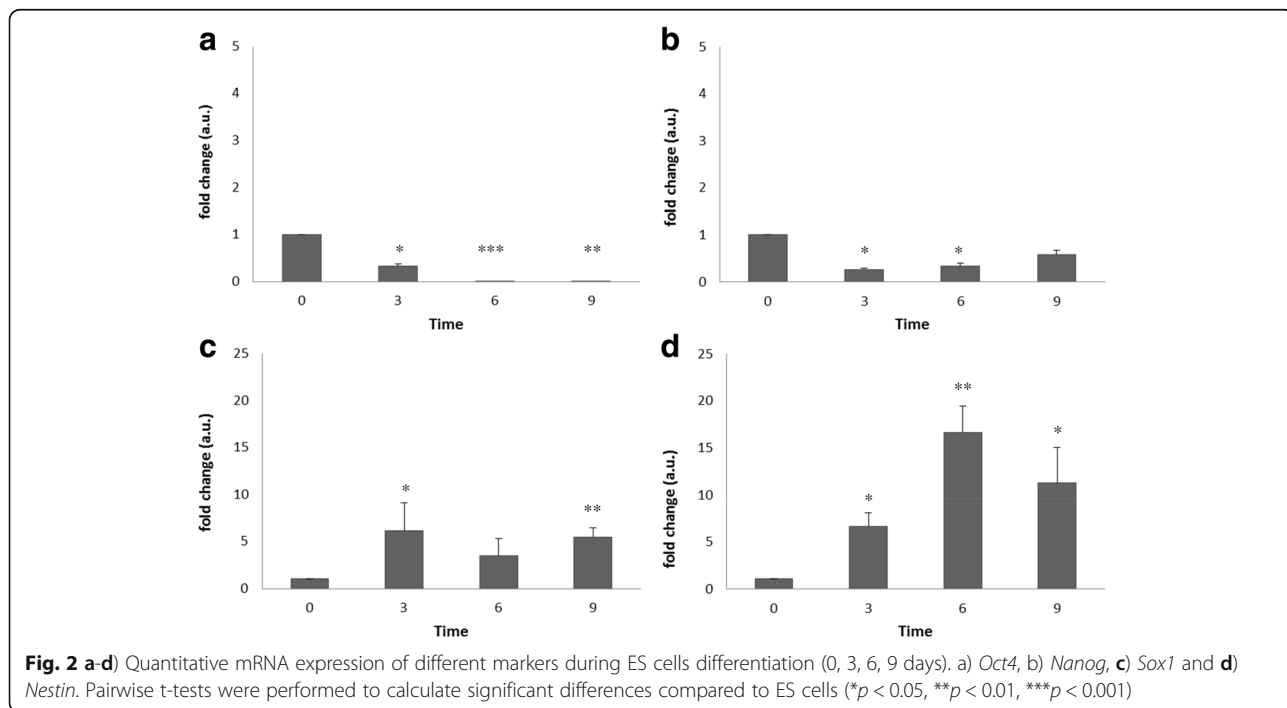 a
b
5
4
3
2
1
0
fold change (a.u.)
*
***
**
0 3 6 9
Time
5
4
3
2
1
0
fold change (a.u.)
*
*
0 3 6 9
Time
c
d
25
20
15
10
5
0
fold change (a.u.)
*
**
0 3 6 9
Time
25
20
15
10
5
0
fold change (a.u.)
*
**
*
0 3 6 9
Time
Fig. 2 a-d) Quantitative mRNA expression of different markers during ES cells differentiation (0, 3, 6, 9 days). a) Oct4, b) Nanog, c) Sox1 and d)
Nestin. Pairwise t-tests were performed to calculate significant differences compared to ES cells (*p < 0.05, **p < 0.01, ***p < 0.001)